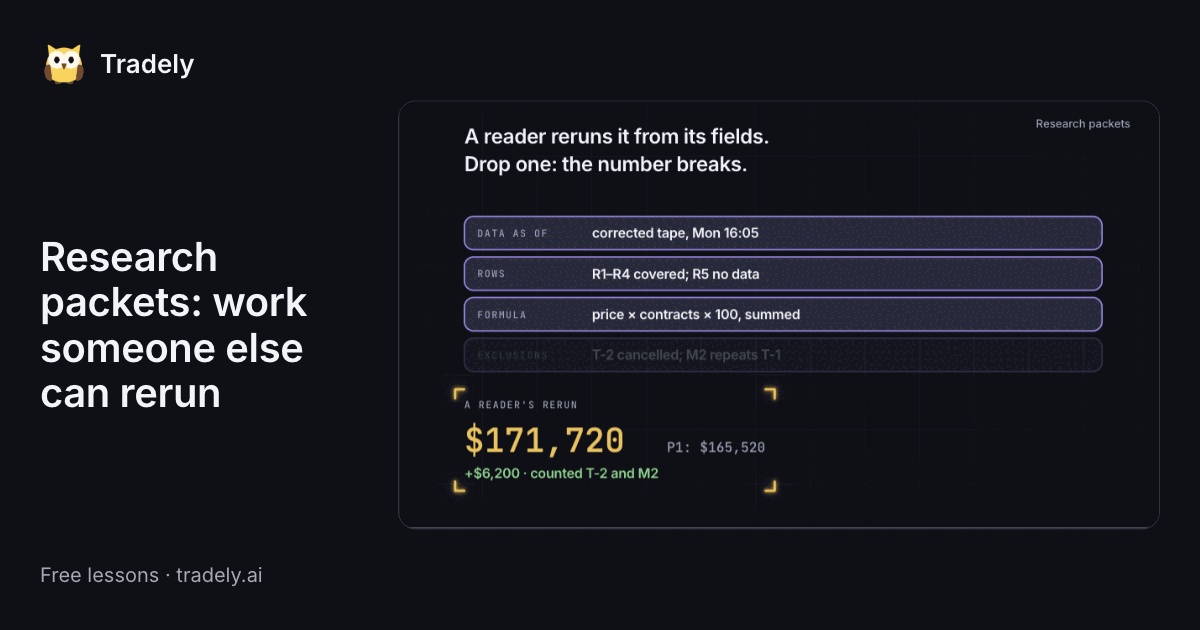 Tradely
Research packets
A reader reruns it from its fields.
Drop one: the number breaks.
Research
packets: work
someone else
can rerun
DATA AS OF corrected tape, Mon 16:05
ROWS R1–R4 covered; R5 no data
FORMULA price × contracts × 100, summed
EXCLUSIONS T-2 cancelled; M2 repeats T-1
A READER'S RERUN
$171,720 P1: $165,520
+$6,200 · counted T-2 and M2
Free lessons · tradely.ai